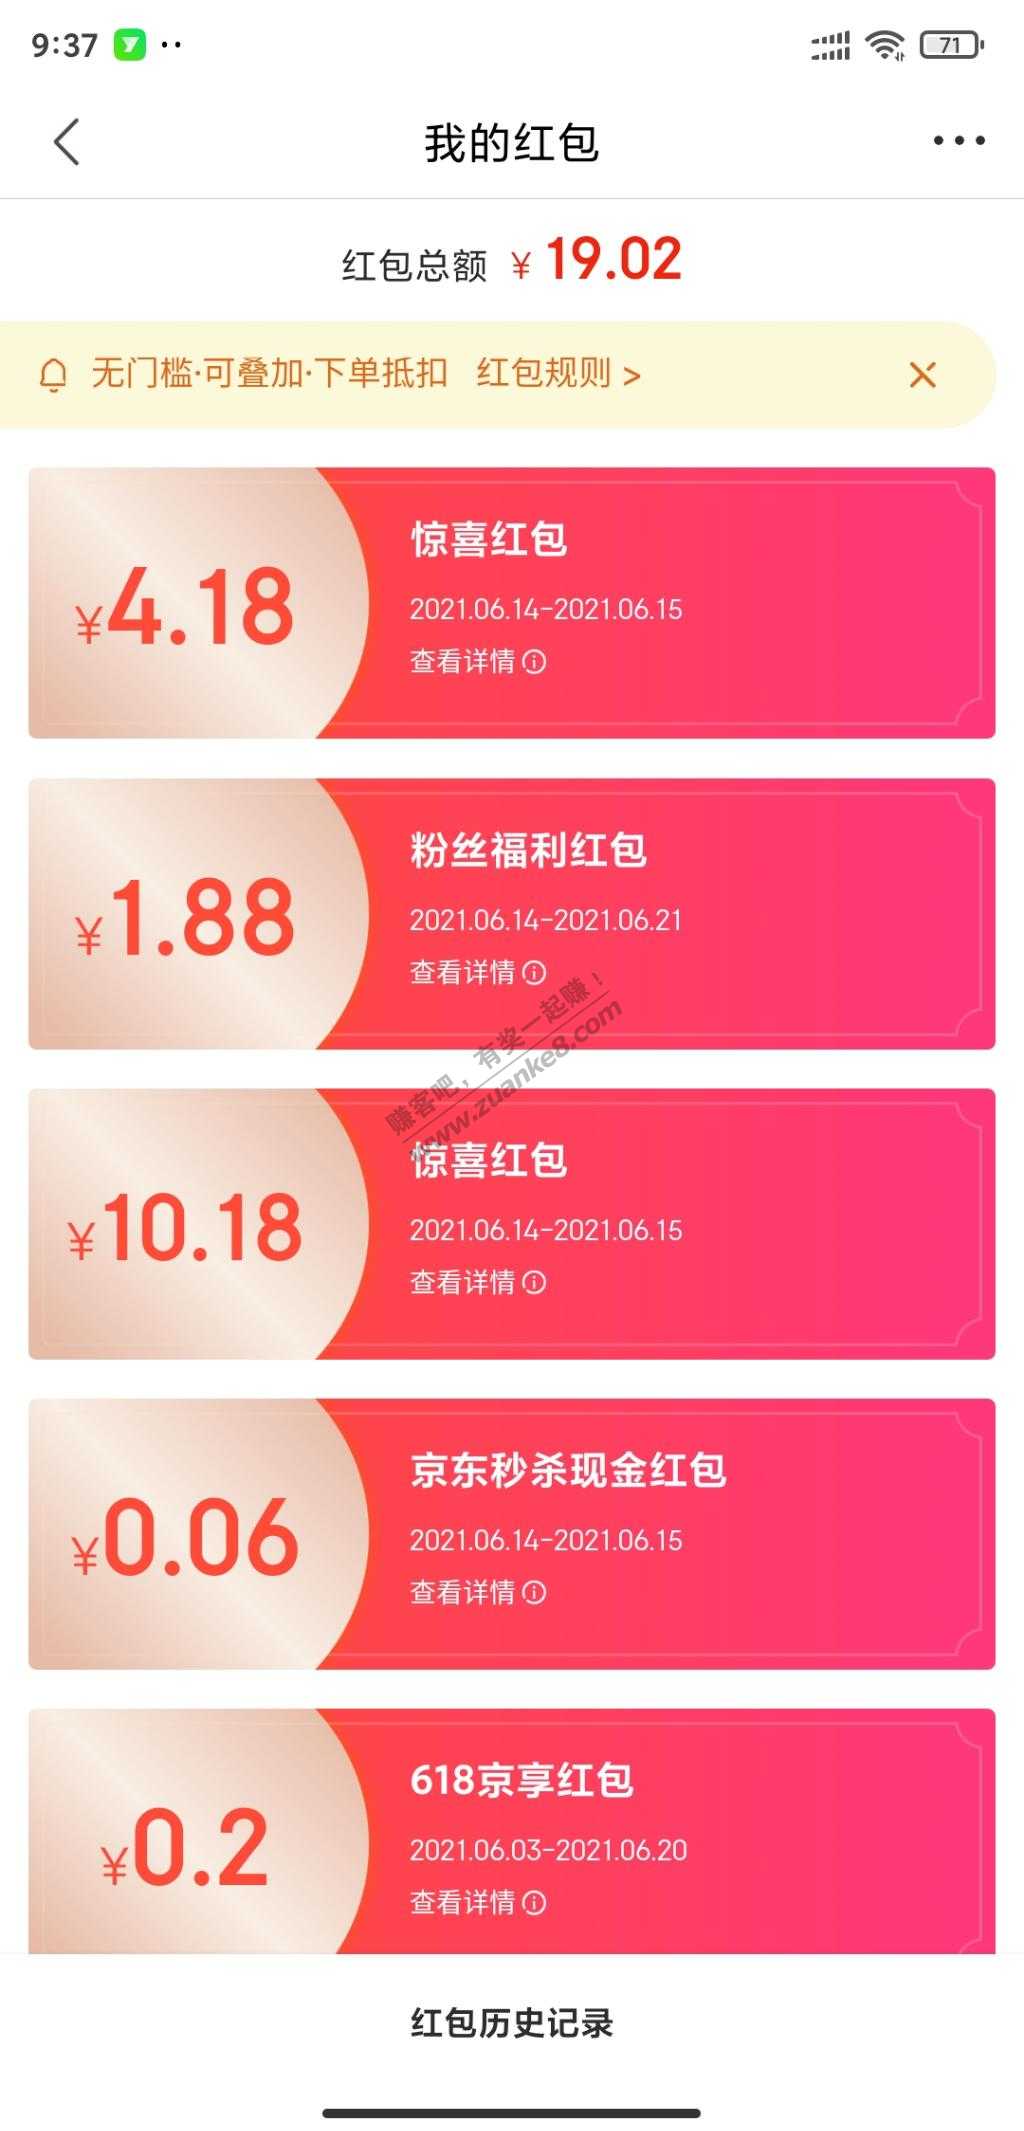 9:37
71
我的红包
红包总额 ¥ 19.02
无门槛·可叠加·下单抵扣 红包规则 >
惊喜红包
¥4.18
2021.06.14-2021.06.15
查看详情
粉丝福利红包
¥1.88
2021.06.14-2021.06.21
查看详情
赚客吧，有奖一起赚！
www.zuanke8.com
惊喜红包
¥10.18
2021.06.14-2021.06.15
查看详情
京东秒杀现金红包
¥0.06
2021.06.14-2021.06.15
查看详情
618京享红包
¥0.2
2021.06.03-2021.06.20
查看详情
红包历史记录